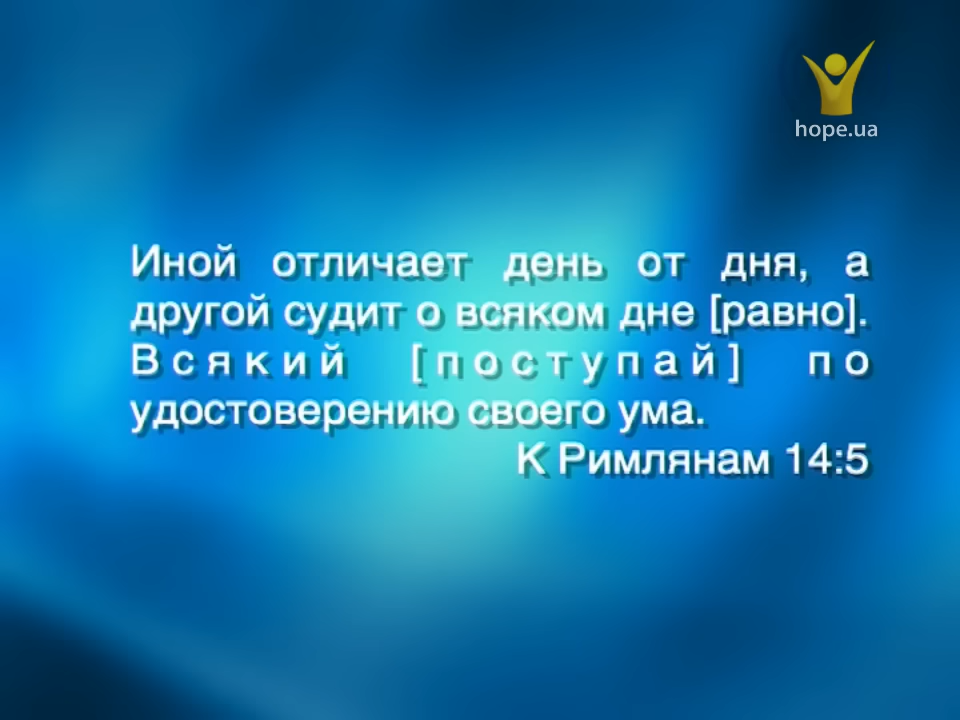 hope.ua
Иной отличает день от дня, а
другой судит о всяком дне [равно].
Всякий [поступай] по
удостоверению своего ума.
К Римлянам 14:5